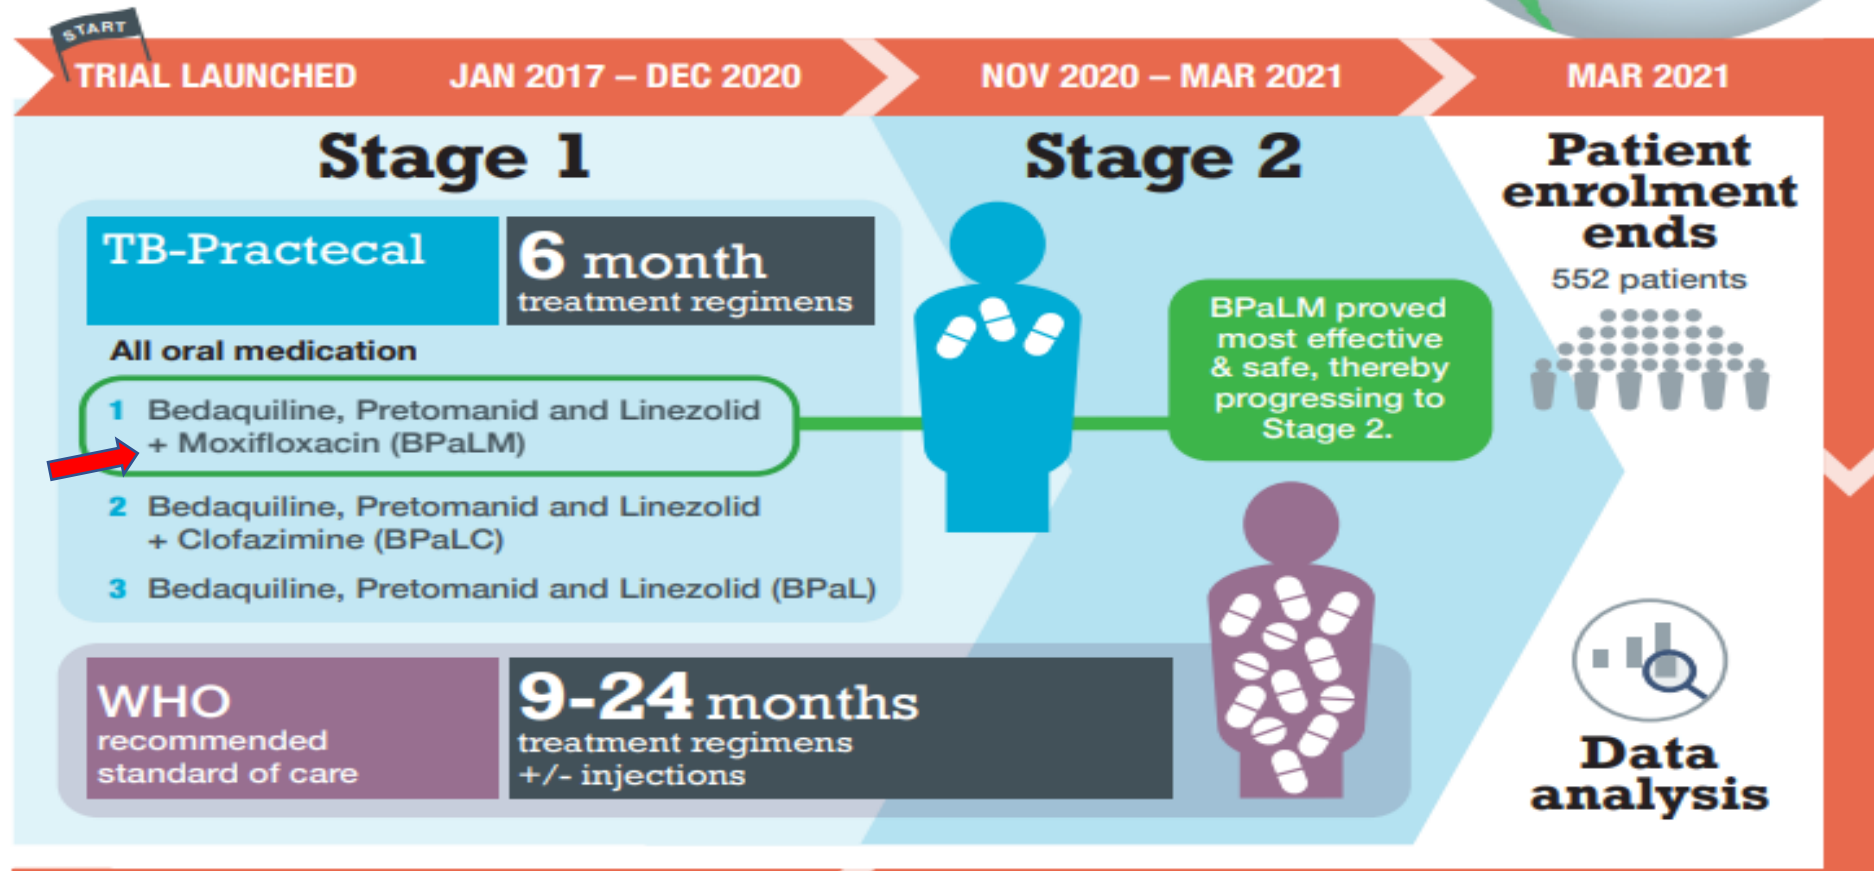 START
TRIAL LAUNCHED
JAN 2017 – DEC 2020
NOV 2020 – MAR 2021
MAR 2021
Stage 1
TB-Practecal
6 month
treatment regimens
All oral medication
1 Bedaquiline, Pretomanid and Linezolid
+ Moxifloxacin (BPaLM)
2 Bedaquiline, Pretomanid and Linezolid
+ Clofazimine (BPaLC)
3 Bedaquiline, Pretomanid and Linezolid (BPaL)
WHO
recommended
standard of care
9-24 months
treatment regimens
+/- injections
Stage 2
BPaLM proved
most effective
& safe, thereby
progressing to
Stage 2.
Patient
enrolment
ends
552 patients
Data
analysis